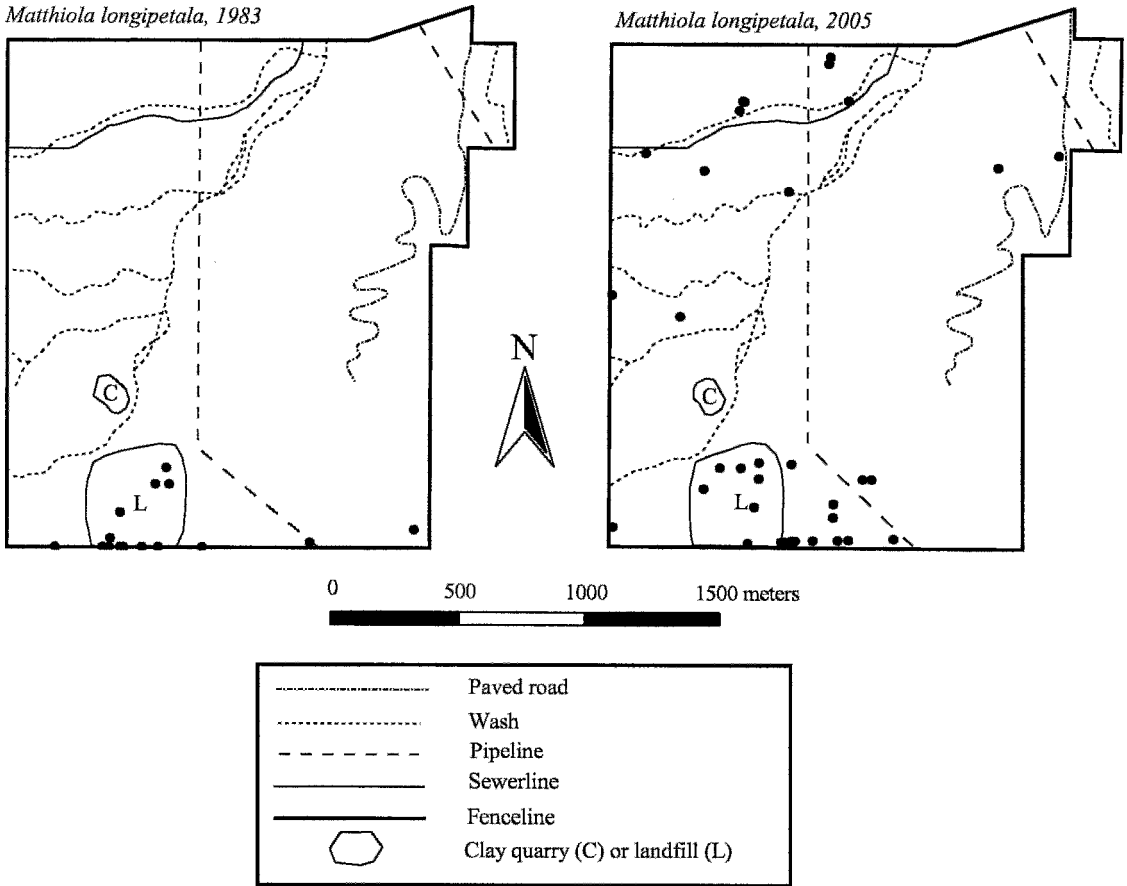 Matthiola longipetala, 1983
Matthiola longipetala, 2005
C
L
N
C
L
0 500 1000 1500 meters
Paved road
Wash
Pipeline
Sewerline
Fenceline
Clay quarry (C) or landfill (L)